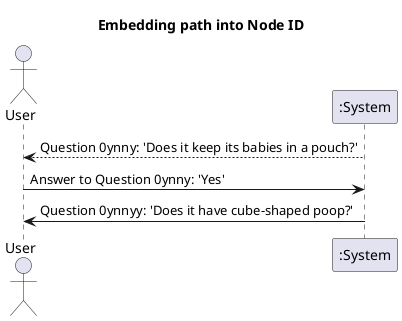 Embedding path into Node ID
User
:System
Question 0ynny: 'Does it keep its babies in a pouch?'
Answer to Question 0ynny: 'Yes'
Question 0ynnyy: 'Does it have cube-shaped poop?'
User
:System